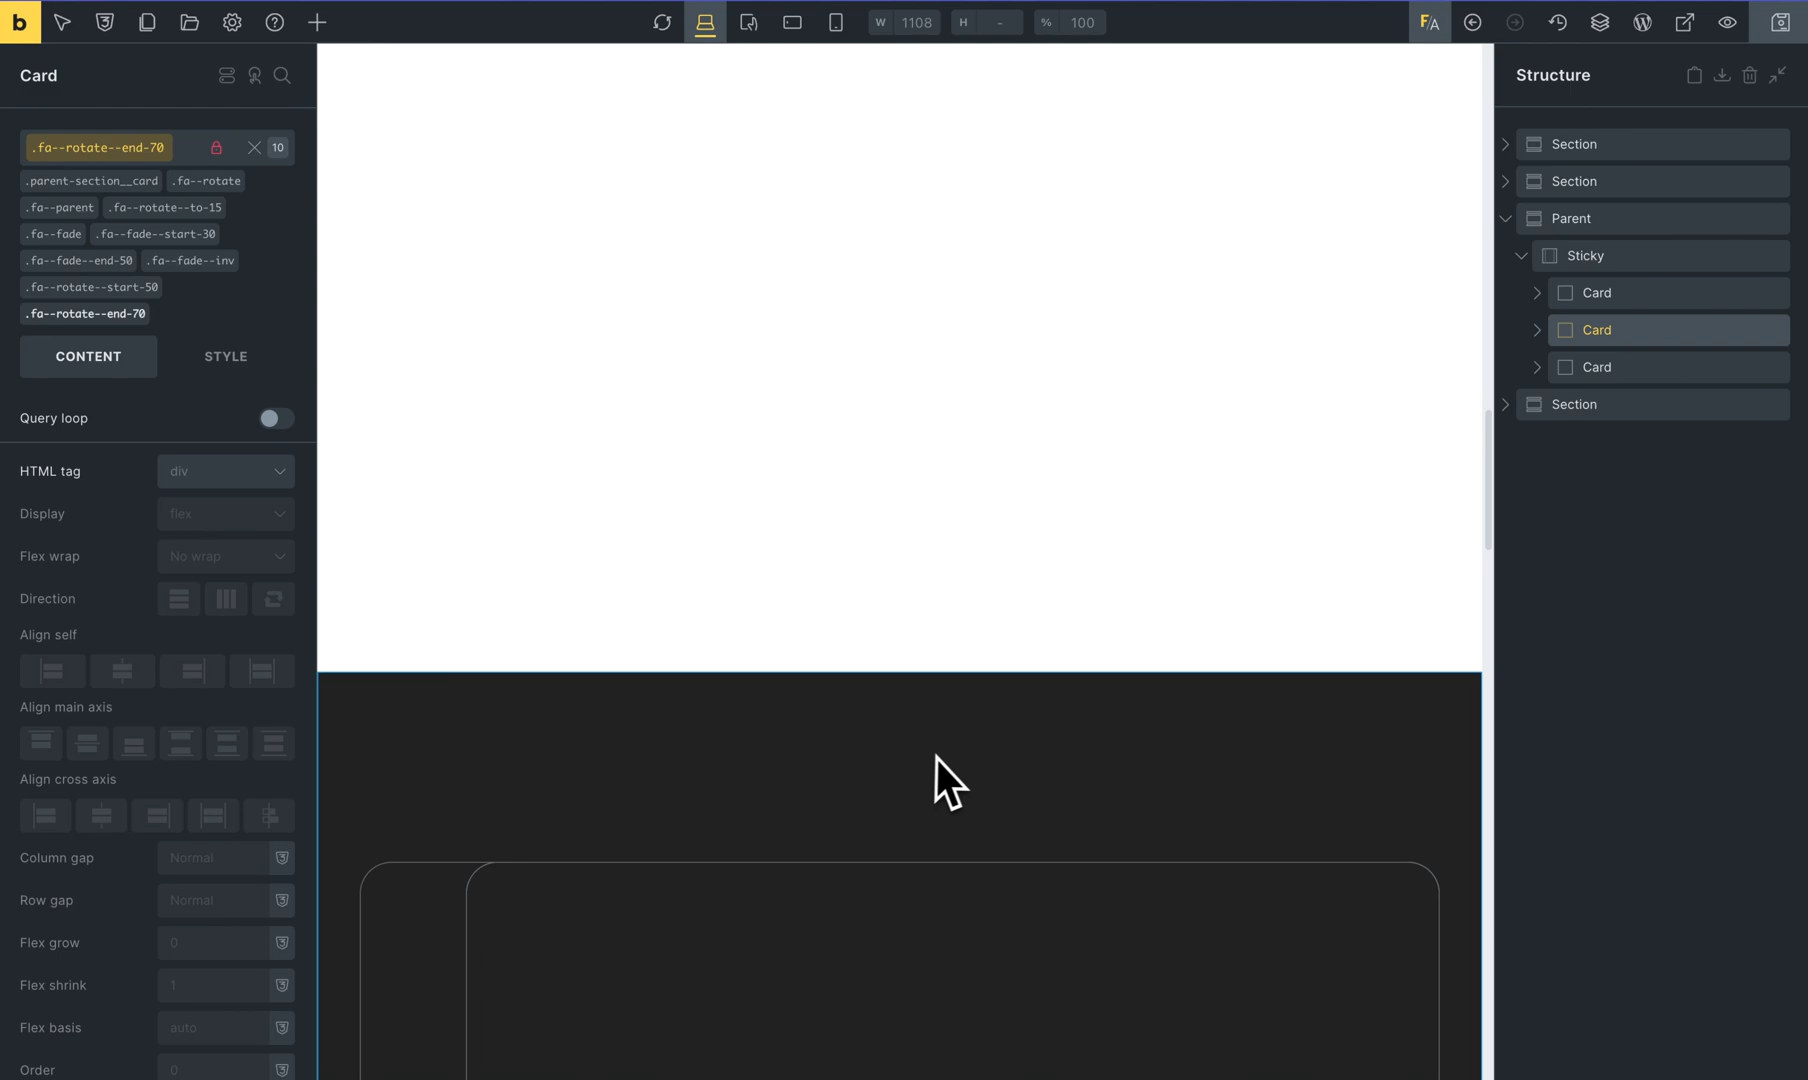 b W 1108 H - % 100 F/A
Card
.fa--rotate--end-70 10
.parent-section__card .fa--rotate
.fa--parent .fa--rotate--to-15
.fa--fade .fa--fade--start-30
.fa--fade--end-50 .fa--fade--inv
.fa--rotate--start-50
.fa--rotate--end-70
CONTENT STYLE
Query loop
HTML tag div
Display flex
Flex wrap No wrap
Direction
Align self
Align main axis
Align cross axis
Column gap Normal
Row gap Normal
Flex grow 0
Flex shrink 1
Flex basis auto
Order 0
Structure
Section
Section
Parent
Sticky
Card
Card
Card
Section